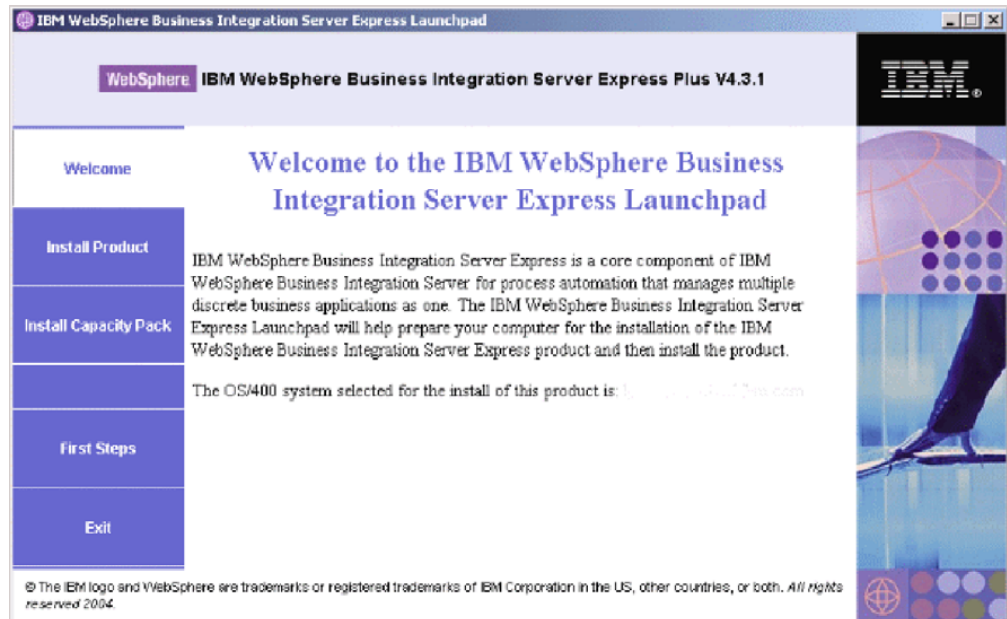 IBM WebSphere Business Integration Server Express Launchpad
WebSphere IBM WebSphere Business Integration Server Express Plus V4.3.1
IBM®
Welcome
Install Product
Install Capacity Pack
First Steps
Exit
Welcome to the IBM WebSphere Business
Integration Server Express Launchpad
IBM WebSphere Business Integration Server Express is a core component of IBM
WebSphere Business Integration Server for process automation that manages multiple
discrete business applications as one. The IBM WebSphere Business Integration Server
Express Launchpad will help prepare your computer for the installation of the IBM
WebSphere Business Integration Server Express product and then install the product.
The OS/400 system selected for the install of this product is:
© The IBM logo and WebSphere are trademarks or registered trademarks of IBM Corporation in the US, other countries, or both. All rights
reserved 2004.